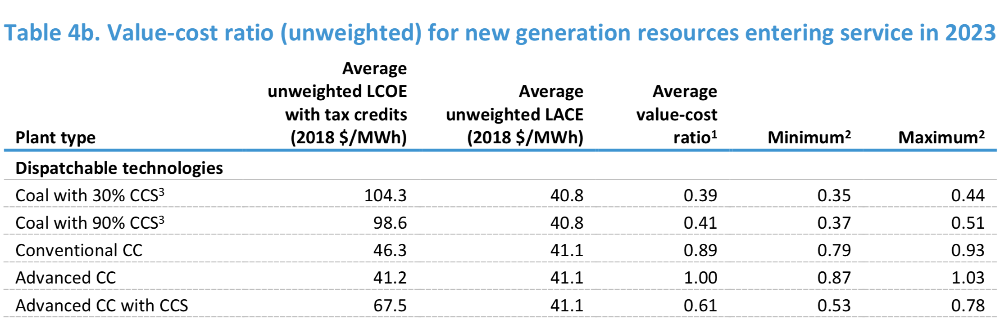 Table 4b. Value-cost ratio (unweighted) for new generation resources entering service in 2023
Plant type Average unweighted LCOE with tax credits (2018 $/MWh) Average unweighted LACE (2018 $/MWh) Average value-cost ratio¹ Minimum² Maximum²
Dispatchable technologies
Coal with 30% CCS³ 104.3 40.8 0.39 0.35 0.44
Coal with 90% CCS³ 98.6 40.8 0.41 0.37 0.51
Conventional CC 46.3 41.1 0.89 0.79 0.93
Advanced CC 41.2 41.1 1.00 0.87 1.03
Advanced CC with CCS 67.5 41.1 0.61 0.53 0.78